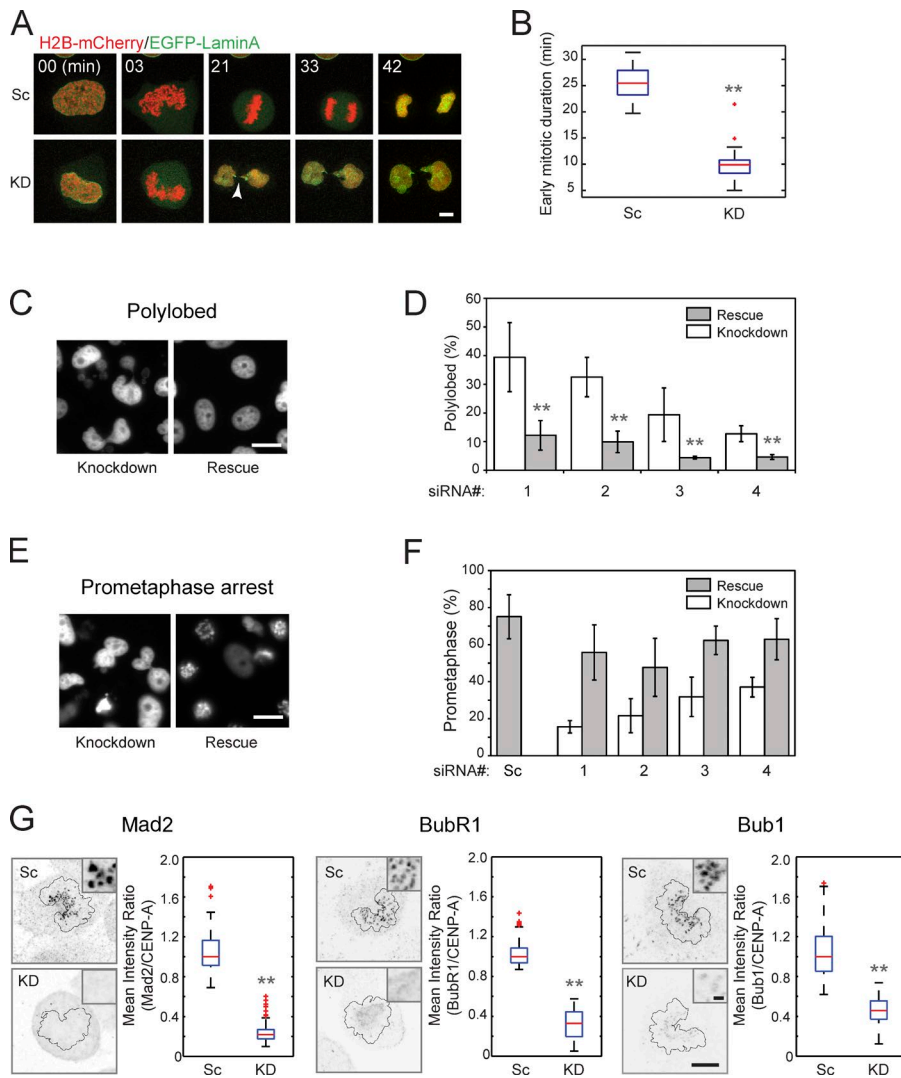 A
H2B-mCherry/EGFP-LaminA
00 (min) 03 21 33 42
Sc
KD
B
Early mitotic duration (min)
30
25
20
15
10
5
**
Sc KD
C
Polylobed
Knockdown Rescue
D
Polylobed (%)
60
40
20
10
0
Rescue
Knockdown
** ** ** **
siRNA#: 1 2 3 4
E
Prometaphase arrest
Knockdown Rescue
F
Prometaphase (%)
100
80
60
40
20
0
Rescue
Knockdown
siRNA#: Sc 1 2 3 4
G
Mad2
Sc
KD
Mean Intensity Ratio
(Mad2/CENP-A)
2.0
1.6
1.2
0.8
0.4
0
**
Sc KD
BubR1
Sc
KD
Mean Intensity Ratio
(BubR1/CENP-A)
2.0
1.6
1.2
0.8
0.4
0
**
Sc KD
Bub1
Sc
KD
Mean Intensity Ratio
(Bub1/CENP-A)
2.0
1.6
1.2
0.8
0.4
0
**
Sc KD